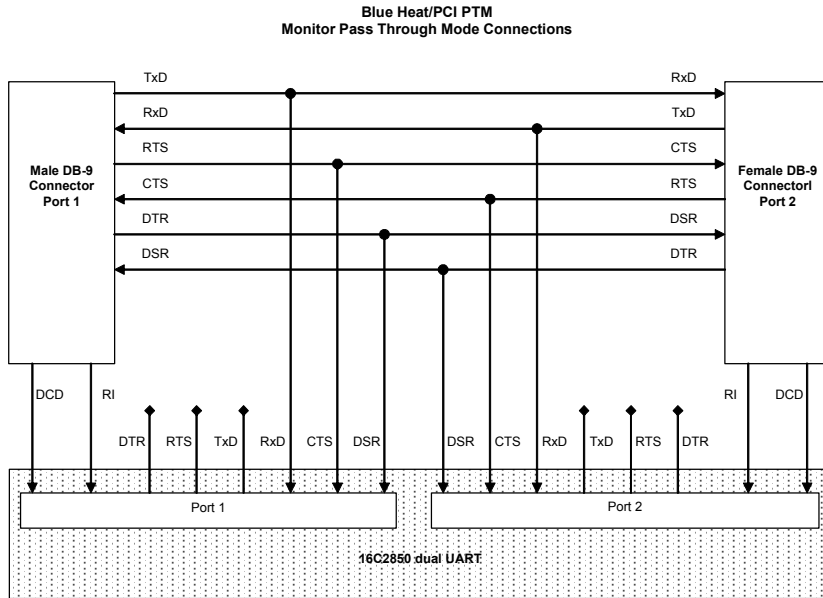 Blue Heat/PCI PTM
Monitor Pass Through Mode Connections
TxD RxD
RxD TxD
RTS CTS
CTS RTS
DTR DSR
DSR DTR
Male DB-9
Connector
Port 1
Female DB-9
Connectorl
Port 2
DCD RI RI DCD
DTR RTS TxD RxD CTS DSR DSR CTS RxD TxD RTS DTR
Port 1 Port 2
16C2850 dual UART